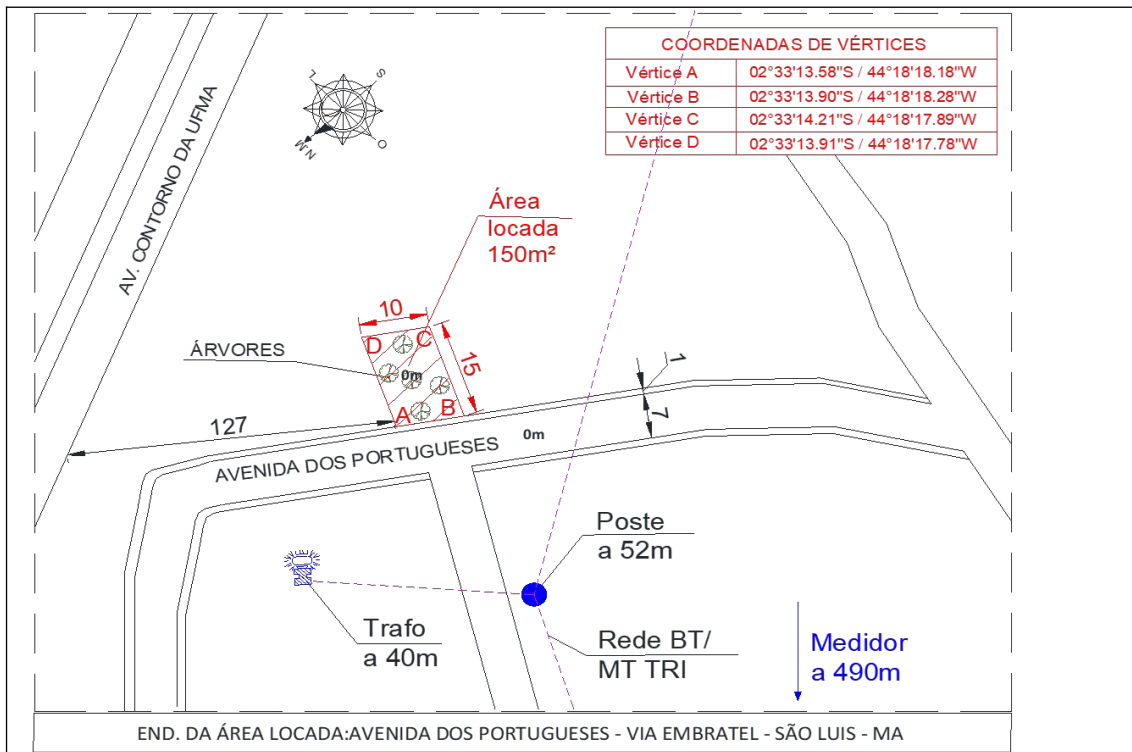 COORDENADAS DE VÉRTICES
Vértice A 02°33'13.58"S / 44°18'18.18"W
Vértice B 02°33'13.90"S / 44°18'18.28"W
Vértice C 02°33'14.21"S / 44°18'17.89"W
Vértice D 02°33'13.91"S / 44°18'17.78"W
L
S
O
NM
AV. CONTORNO DA UFMA
Área
locada
150m²
10
D
C
15
ÁRVORES
0m
A
B
1
7
127
AVENIDA DOS PORTUGUESES
0m
Poste
a 52m
Trafo
a 40m
Rede BT/
MT TRI
Medidor
a 490m
END. DA ÁREA LOCADA:AVENIDA DOS PORTUGUESES - VIA EMBRATEL - SÃO LUIS - MA